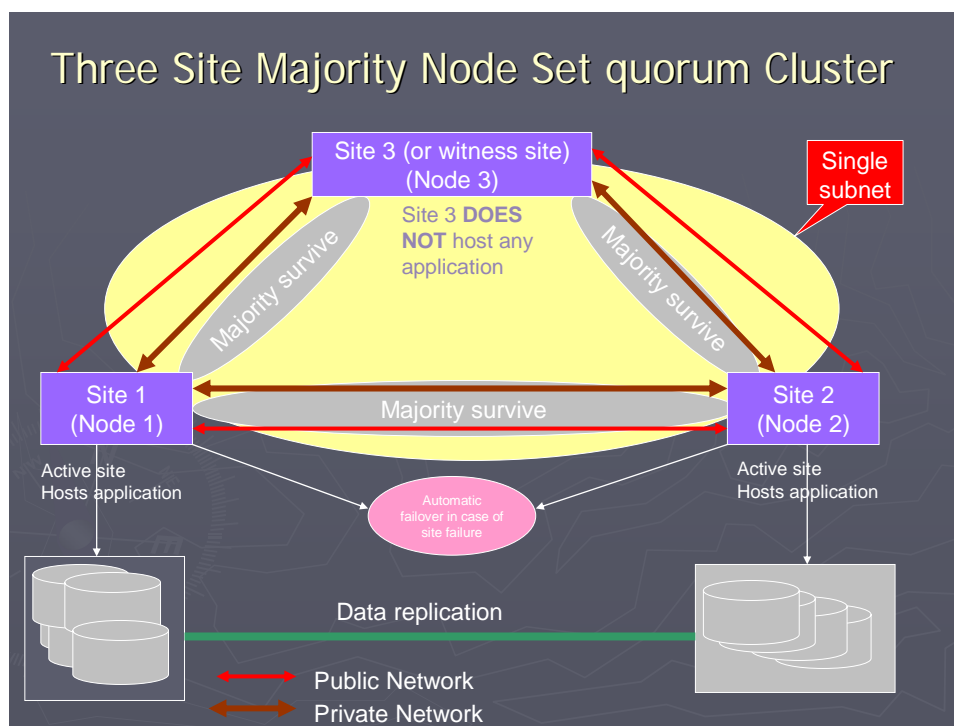 Three Site Majority Node Set quorum Cluster
Site 3 (or witness site)
(Node 3)
Single
subnet
Site 3 DOES
NOT host any
application
Majority survive
Majority survive
Site 1
(Node 1)
Majority survive
Site 2
(Node 2)
Active site
Hosts application
Active site
Hosts application
Automatic
failover in case of
site failure
Data replication
Public Network
Private Network